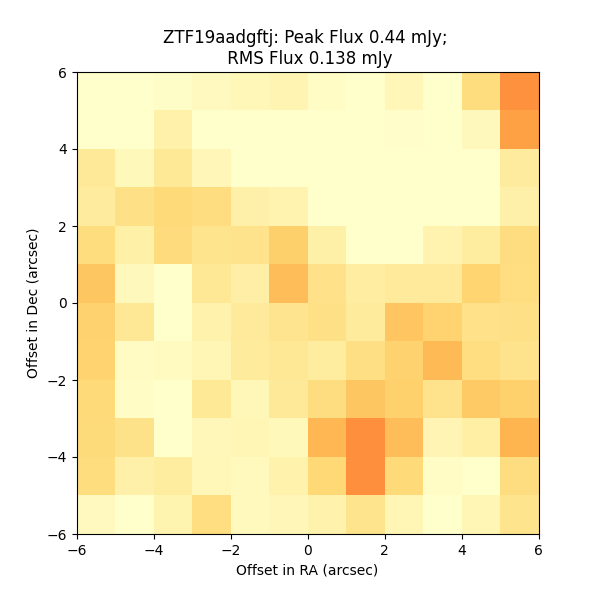 ZTF19aadgftj: Peak Flux 0.44 mJy;
RMS Flux 0.138 mJy
6
4
2
0
−2
−4
−6
Offset in Dec (arcsec)
−6 −4 −2 0 2 4 6
Offset in RA (arcsec)